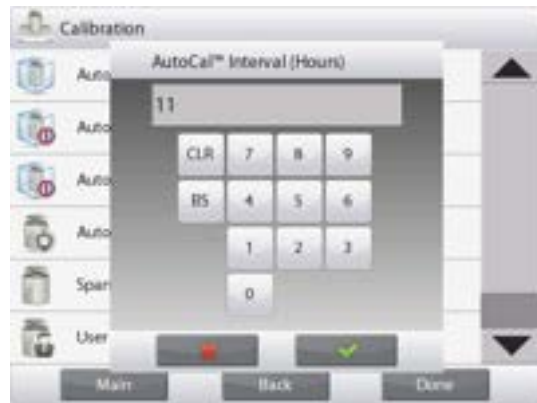 Calibration
AutoCal™ Interval (Hours)
Auto
11
Auto
CLR 7 8 9
Auto
BS 4 5 6
Auto
1 2 3
Span
0
User
Main Back Done